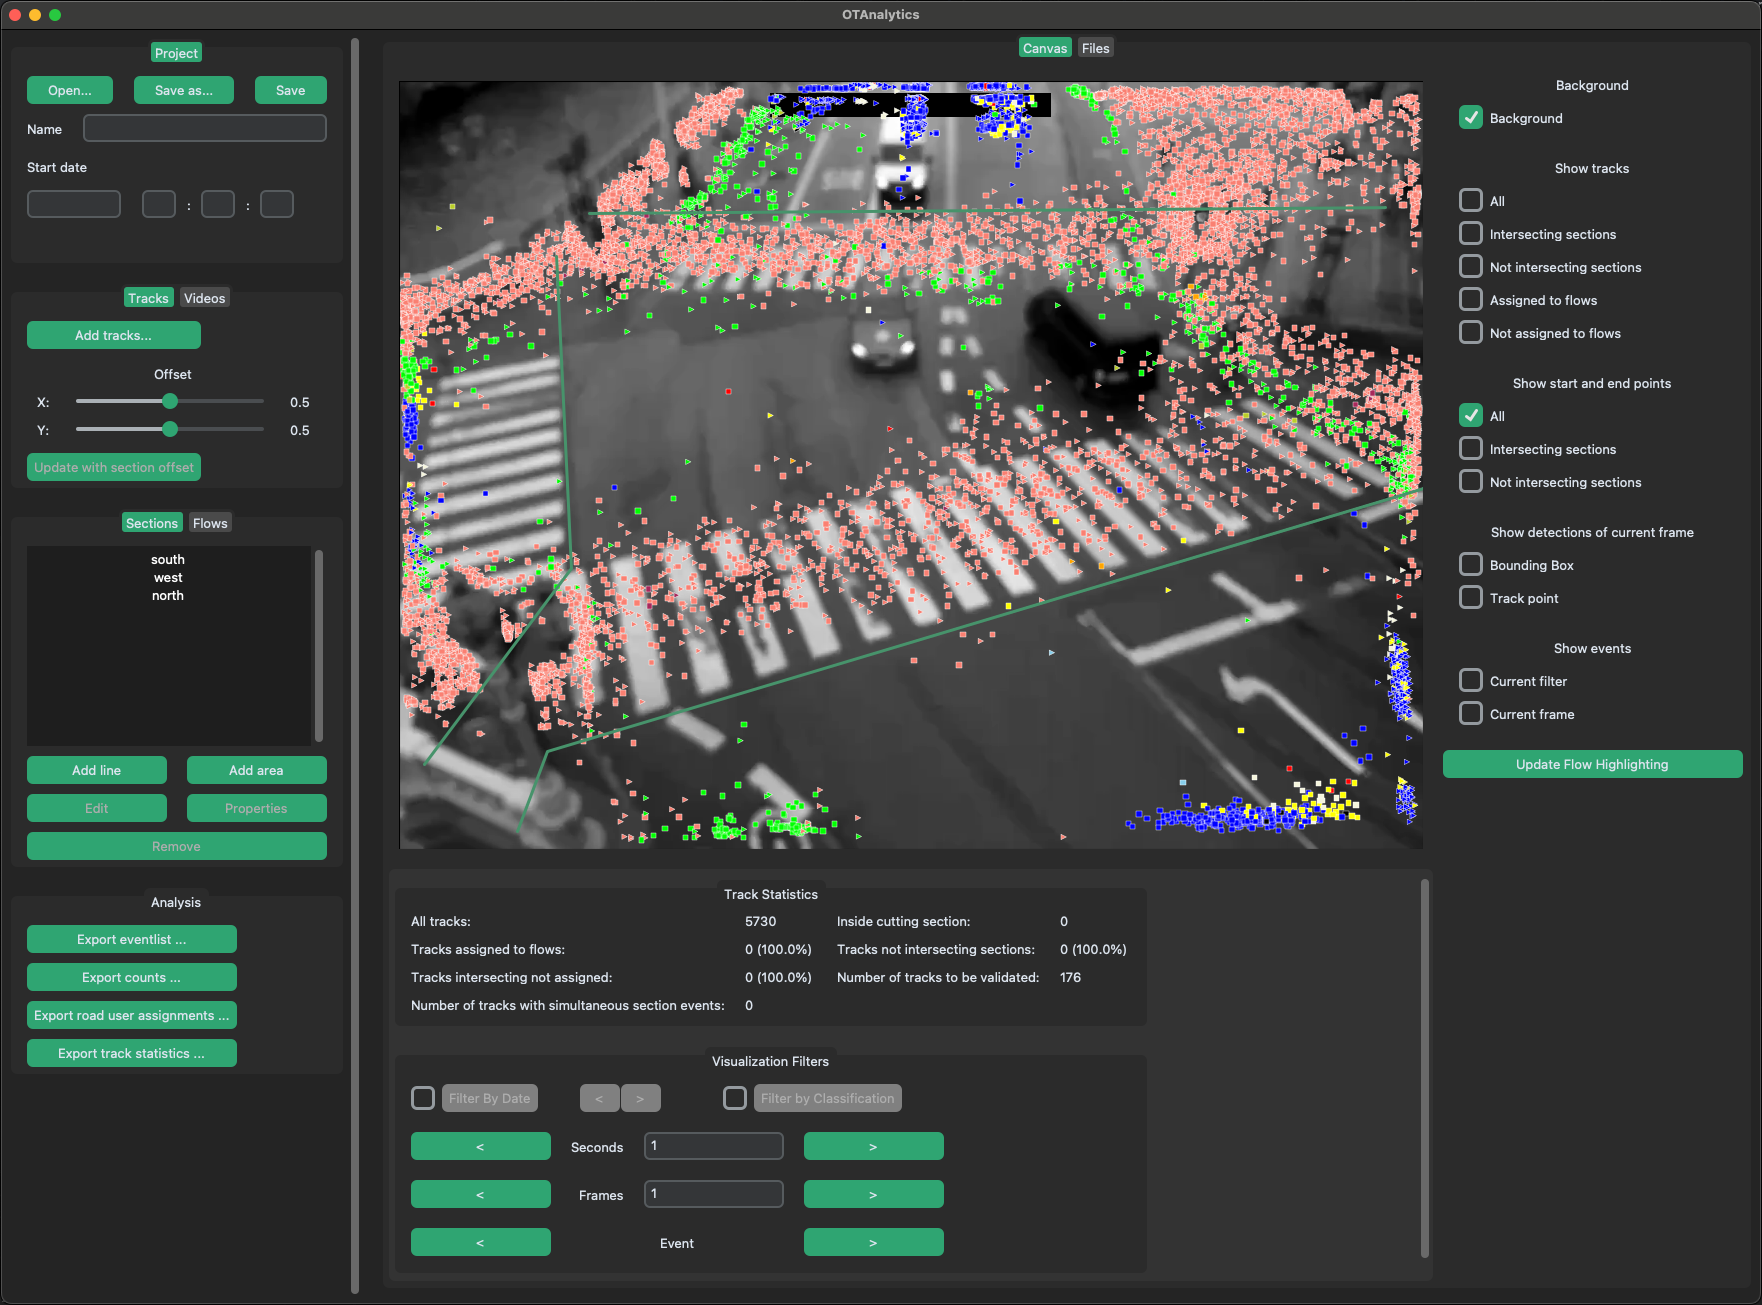 OTAnalytics
Project
Open...
Save as...
Save
Name
Start date
:
:
Tracks
Videos
Add tracks...
Offset
X:
0.5
Y:
0.5
Update with section offset
Sections
Flows
south
west
north
Add line
Add area
Edit
Properties
Remove
Analysis
Export eventlist ...
Export counts ...
Export road user assignments ...
Export track statistics ...
Canvas
Files
Track Statistics
All tracks:
5730
Inside cutting section:
0
Tracks assigned to flows:
0 (100.0%)
Tracks not intersecting sections:
0 (100.0%)
Tracks intersecting not assigned:
0 (100.0%)
Number of tracks to be validated:
176
Number of tracks with simultaneous section events:
0
Visualization Filters
Filter By Date
<
>
Filter by Classification
<
Seconds
1
>
<
Frames
1
>
<
Event
>
Background
Background
Show tracks
All
Intersecting sections
Not intersecting sections
Assigned to flows
Not assigned to flows
Show start and end points
All
Intersecting sections
Not intersecting sections
Show detections of current frame
Bounding Box
Track point
Show events
Current filter
Current frame
Update Flow Highlighting